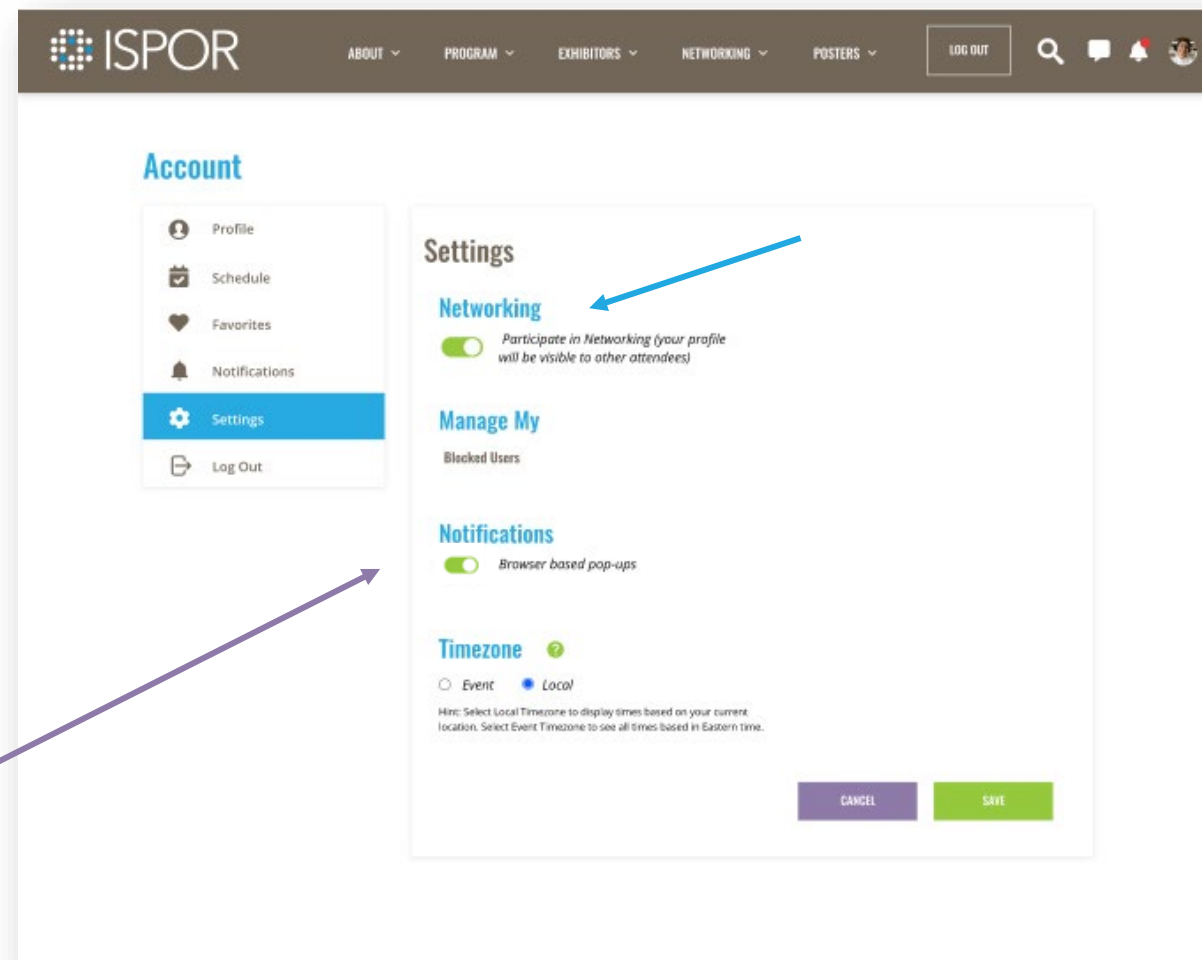 ISPOR
ABOUT PROGRAM EXHIBITORS NETWORKING POSTERS LOG OUT
Account
Profile
Schedule
Favorites
Notifications
Settings
Log Out
Settings
Networking
Participate in Networking (your profile
will be visible to other attendees)
Manage My
Blocked Users
Notifications
Browser based pop-ups
Timezone ?
Event Local
Hint: Select Local Timezone to display times based on your current
location. Select Event Timezone to see all times based in Eastern time.
CANCEL SAVE